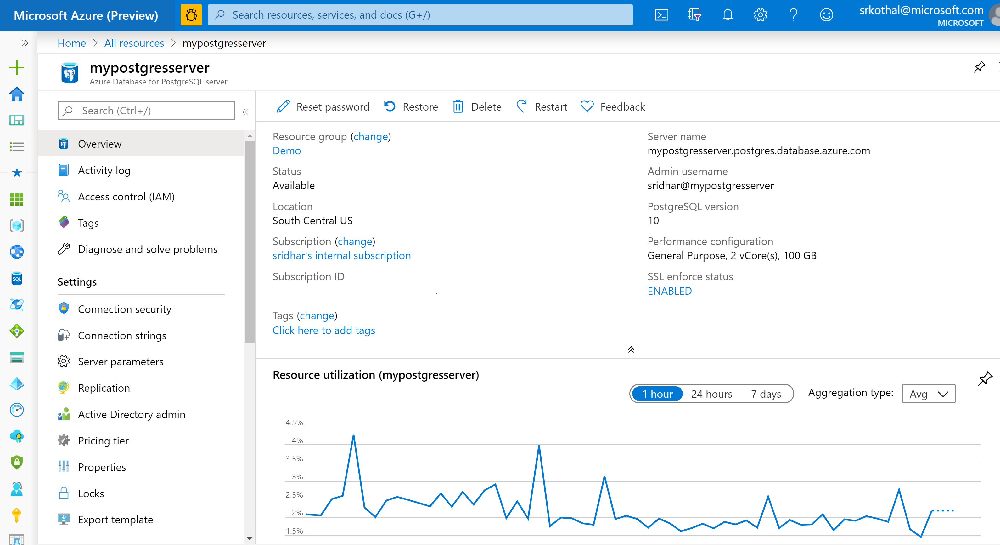 Microsoft Azure (Preview)
Search resources, services, and docs (G+/)
srkothal@microsoft.com
MICROSOFT
Home > All resources > mypostgresserver
mypostgresserver
Azure Database for PostgreSQL server
Search (Ctrl+/)
Overview
Activity log
Access control (IAM)
Tags
Diagnose and solve problems
Settings
Connection security
Connection strings
Server parameters
Replication
Active Directory admin
Pricing tier
Properties
Locks
Export template
SQL
Reset password
Restore
Delete
Restart
Feedback
Resource group (change)
Demo
Status
Available
Location
South Central US
Subscription (change)
sridhar's internal subscription
Subscription ID
Tags (change)
Click here to add tags
Server name
mypostgresserver.postgres.database.azure.com
Admin username
sridhar@mypostgresserver
PostgreSQL version
10
Performance configuration
General Purpose, 2 vCore(s), 100 GB
SSL enforce status
ENABLED
Resource utilization (mypostgresserver)
1 hour
24 hours
7 days
Aggregation type:
Avg
4.5%
4%
3.5%
3%
2.5%
2%
1.5%